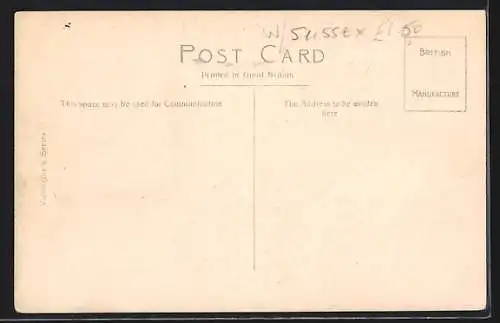 W/ SUSSEX £1.50
POST CARD
Printed in Great Britain
BRITISH
MANUFACTURE
This space may be used for Communication
The Address to be written
here
Series